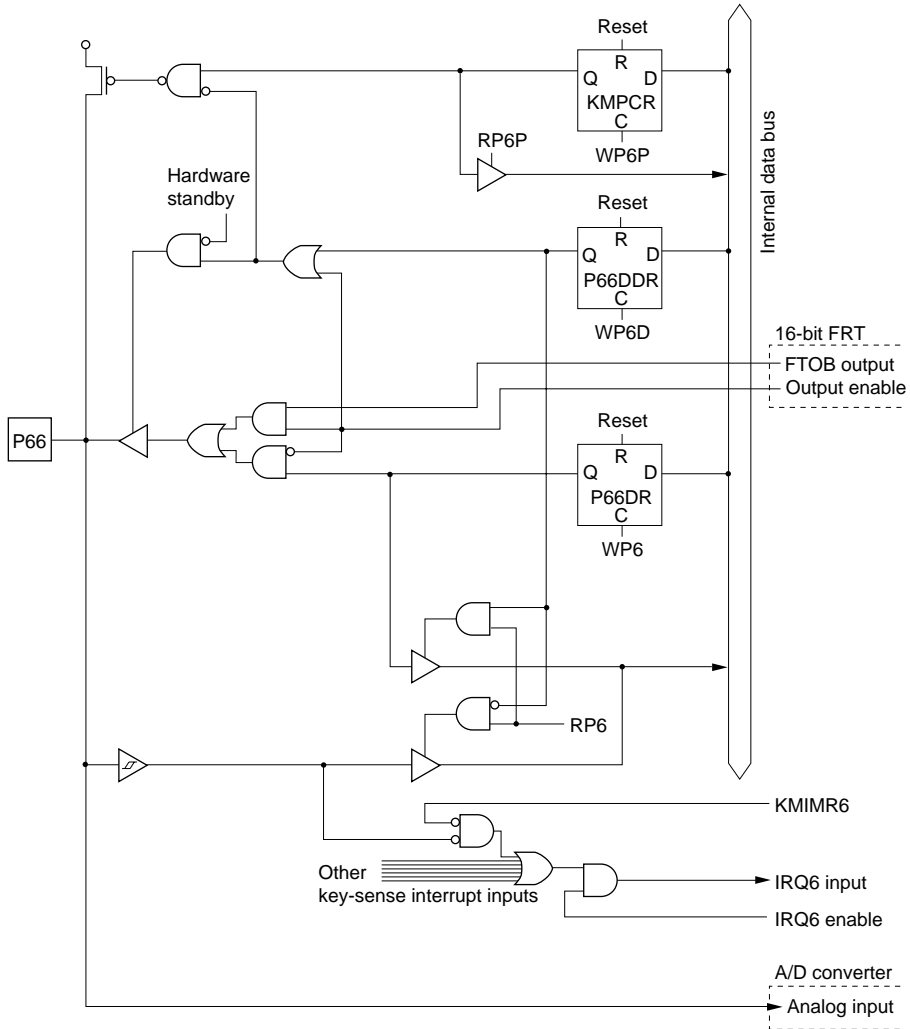 Reset
R
Q D
KMPCR
C
WP6P
RP6P
Hardware
standby
Internal data bus
Reset
R
Q D
P66DDR
C
WP6D
16-bit FRT
FTOB output
Output enable
P66
Reset
R
Q D
P66DR
C
WP6
RP6
KMIMR6
Other
key-sense interrupt inputs
IRQ6 input
IRQ6 enable
A/D converter
Analog input